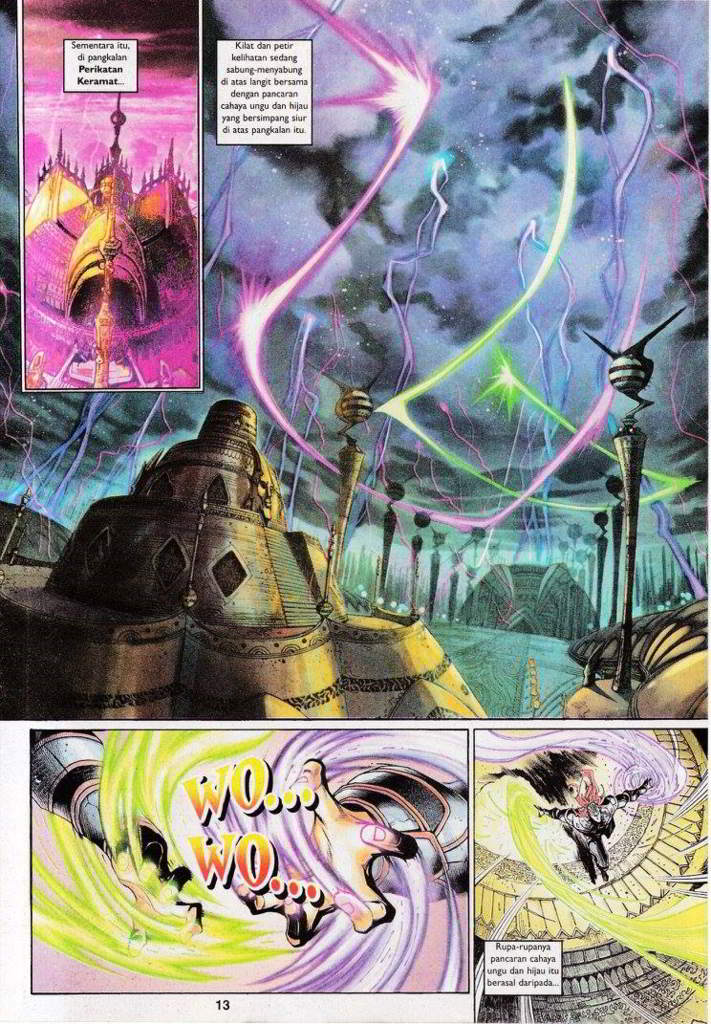 Sementara itu,
di pangkalan
Perikatan
Keramat...
Kilat dan petir
kelihatan sedang
sabung-menyabung
di atas langit bersama
dengan pancaran
cahaya ungu dan hijau
yang bersimpang siur
di atas pangkalan itu.
WO...
WO...
Rupa-rupanya
pancaran cahaya
ungu dan hijau itu
berasal daripada...
13